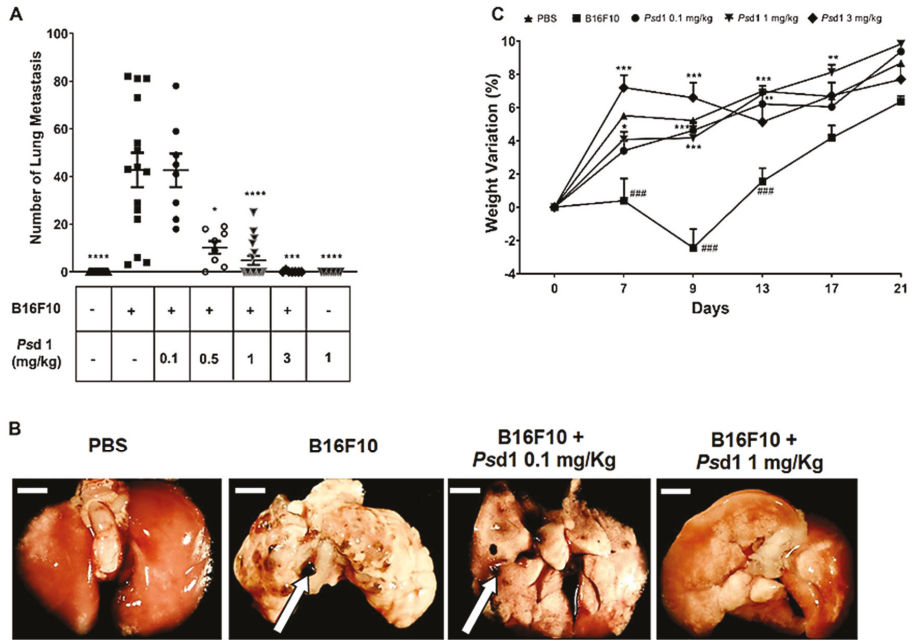 A
Number of Lung Metastasis
100
80
60
40
20
0
****
*
****
***
****
B16F10 - + + + + + -
Psd 1 (mg/kg) - - 0.1 0.5 1 3 1
C
PBS B16F10 Psd1 0.1 mg/kg Psd1 1 mg/kg Psd1 3 mg/kg
Weight Variation (%)
10
8
6
4
2
0
-2
-4
***
*
###
***
***
***
###
***
**
###
**
0 7 9 13 17 21
Days
B
PBS
B16F10
B16F10 +
Psd1 0.1 mg/Kg
B16F10 +
Psd1 1 mg/Kg